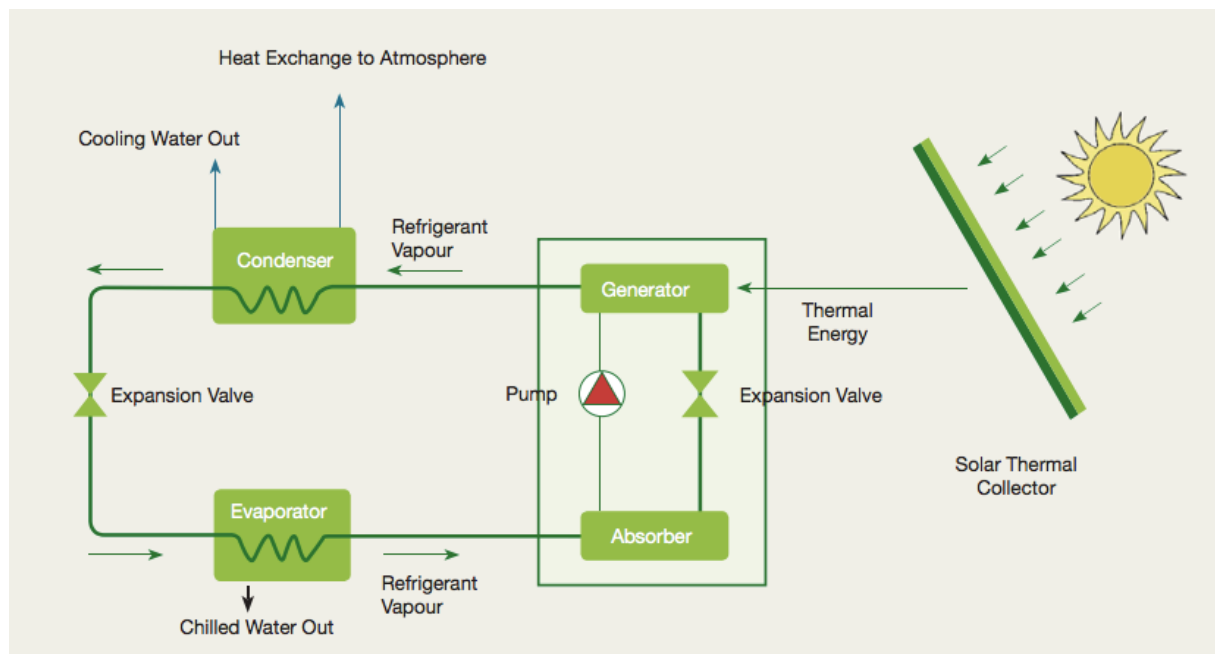 Heat Exchange to Atmosphere
Cooling Water Out
Refrigerant
Vapour
Condenser
Generator
Thermal
Energy
Expansion Valve
Pump
Expansion Valve
Solar Thermal
Collector
Evaporator
Absorber
Refrigerant
Vapour
Chilled Water Out